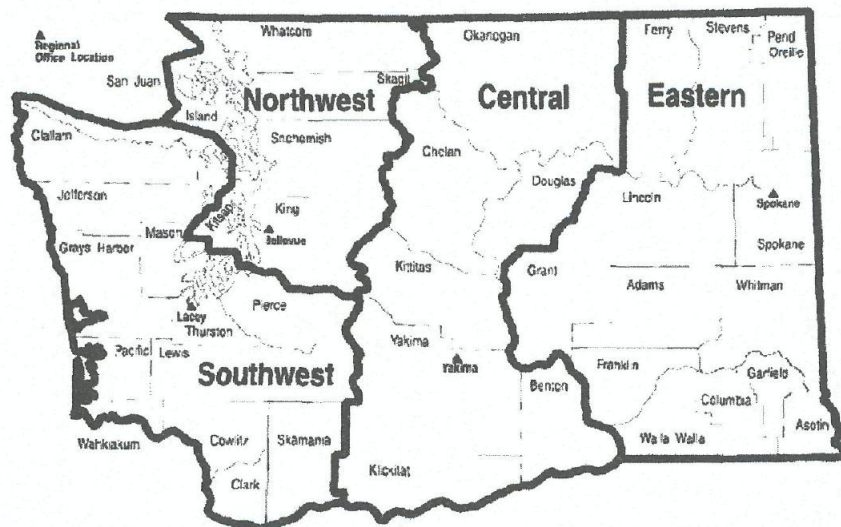 Whatcom
Okanogan
Ferry
Stevens
Pend
Oreille
Regional
Office Location
San Juan
Skagit
Northwest
Central
Eastern
Island
Clallam
Snohomish
Chelan
Douglas
Jefferson
Lincoln
Spokane
King
Kitsap
Mason
Bellevue
Grays Harbor
Spokane
Kittitas
Grant
Adams
Whitman
Pierce
Lacey
Thurston
Yakima
Yakima
Pacific
Lewis
Southwest
Benton
Franklin
Garfield
Columbia
Asotin
Walla Walla
Wahkiakum
Cowlitz
Skamania
Klickitat
Clark